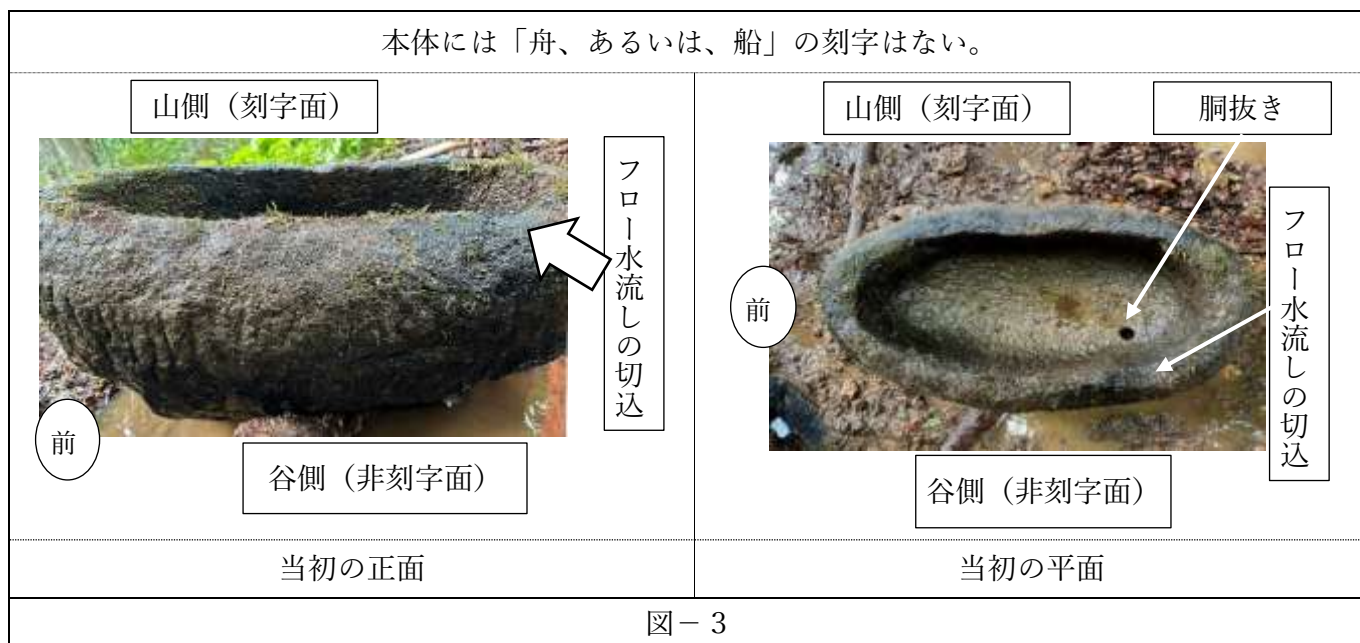 本体には「舟、あるいは、船」の刻字はない。
山側（刻字面）
フロー水流しの切込
前
谷側（非刻字面）
当初の正面
山側（刻字面）
胴抜き
フロー水流しの切込
前
谷側（非刻字面）
当初の平面
図－３